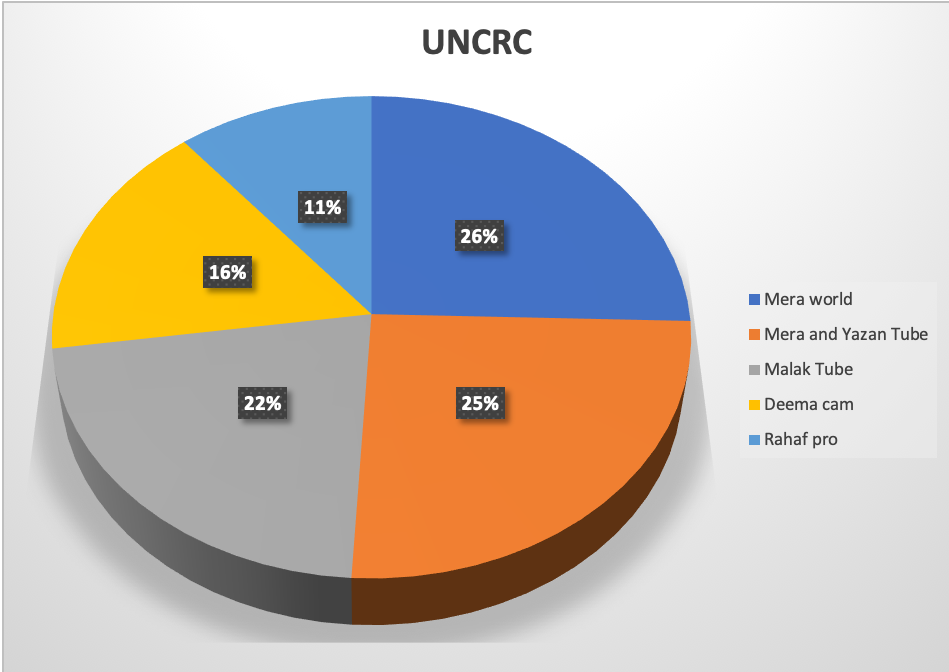 UNCRC
11%
26%
16%
22%
25%
Mera world
Mera and Yazan Tube
Malak Tube
Deema cam
Rahaf pro